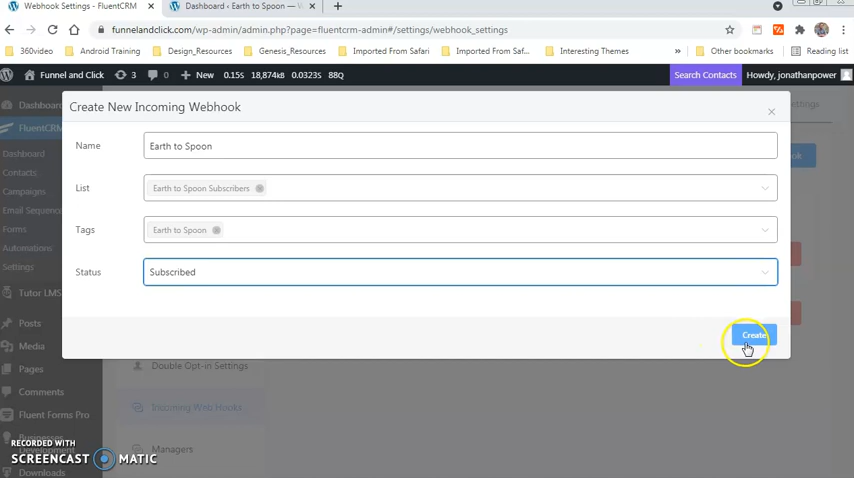 Webhook Settings - FluentCRM
Dashboard ‹ Earth to Spoon — W
funnelandclick.com/wp-admin/admin.php?page=fluentcrm-admin#/settings/webhook_settings
360video
Android Training
Design_Resources
Genesis_Resources
Imported From Safari
Imported From Saf...
Interesting Themes
»
Other bookmarks
Reading list
Funnel and Click
3
0
New
0.15S
18,874KB
0.0323S
88Q
Search Contacts
Howdy, jonathanpower
Create New Incoming Webhook
Name
Earth to Spoon
List
Earth to Spoon Subscribers
Tags
Earth to Spoon
Status
Subscribed
Create
Dashboard
FluentCRM
Dashboard
Contacts
Campaigns
Email Sequenc
Forms
Automations
Settings
Tutor LMS
Posts
Media
Pages
Comments
Fluent Forms Pro
Downloads
Double Opt-in Settings
Incoming Web Hooks
Managers
RECORDED WITH
SCREENCAST MATIC